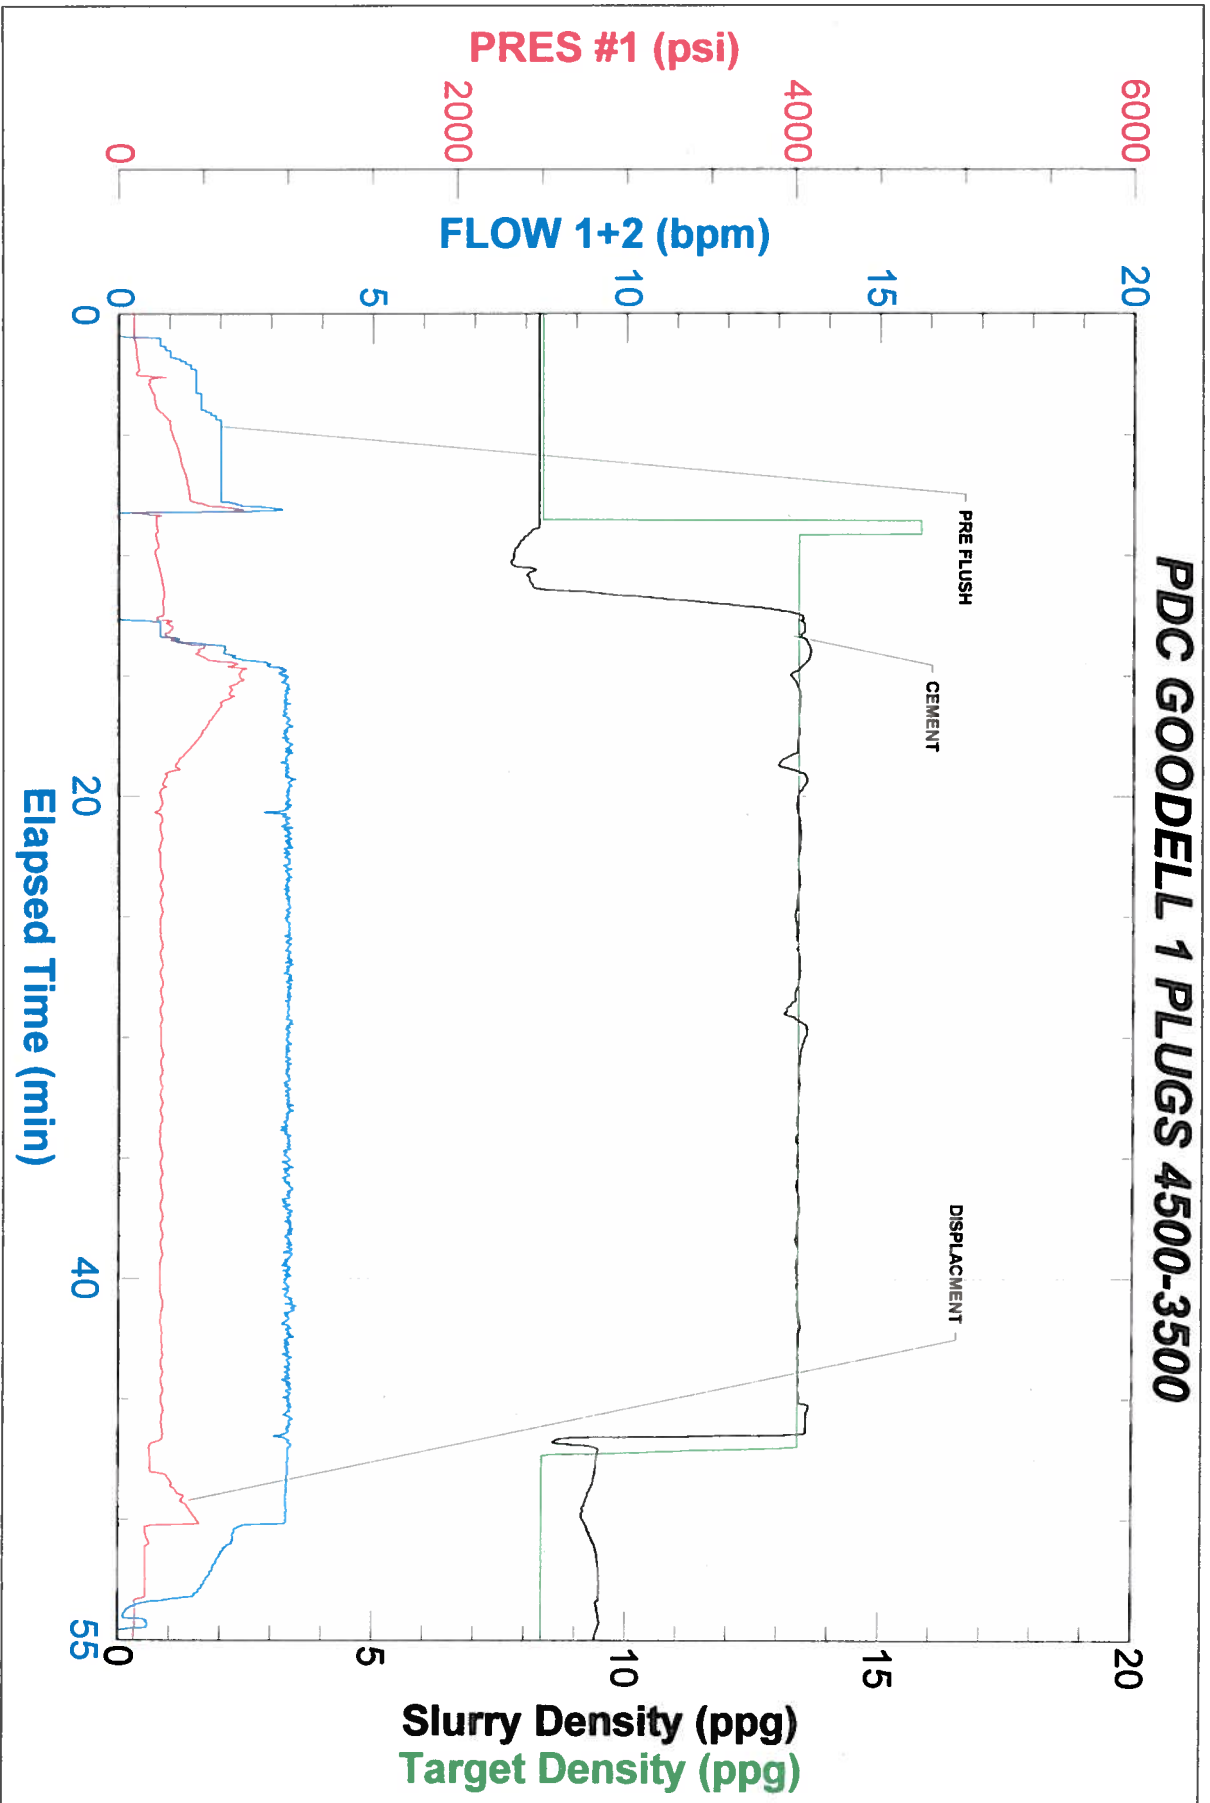 PDC GOODELL 1 PLUGS 4500-3500
PRES #1 (psi)
6000
4000
2000
0
FLOW 1+2 (bpm)
20
15
10
5
0
PRE FLUSH
CEMENT
DISPLACMENT
20
15
10
5
0
Slurry Density (ppg)
Target Density (ppg)
0
20
40
55
Elapsed Time (min)